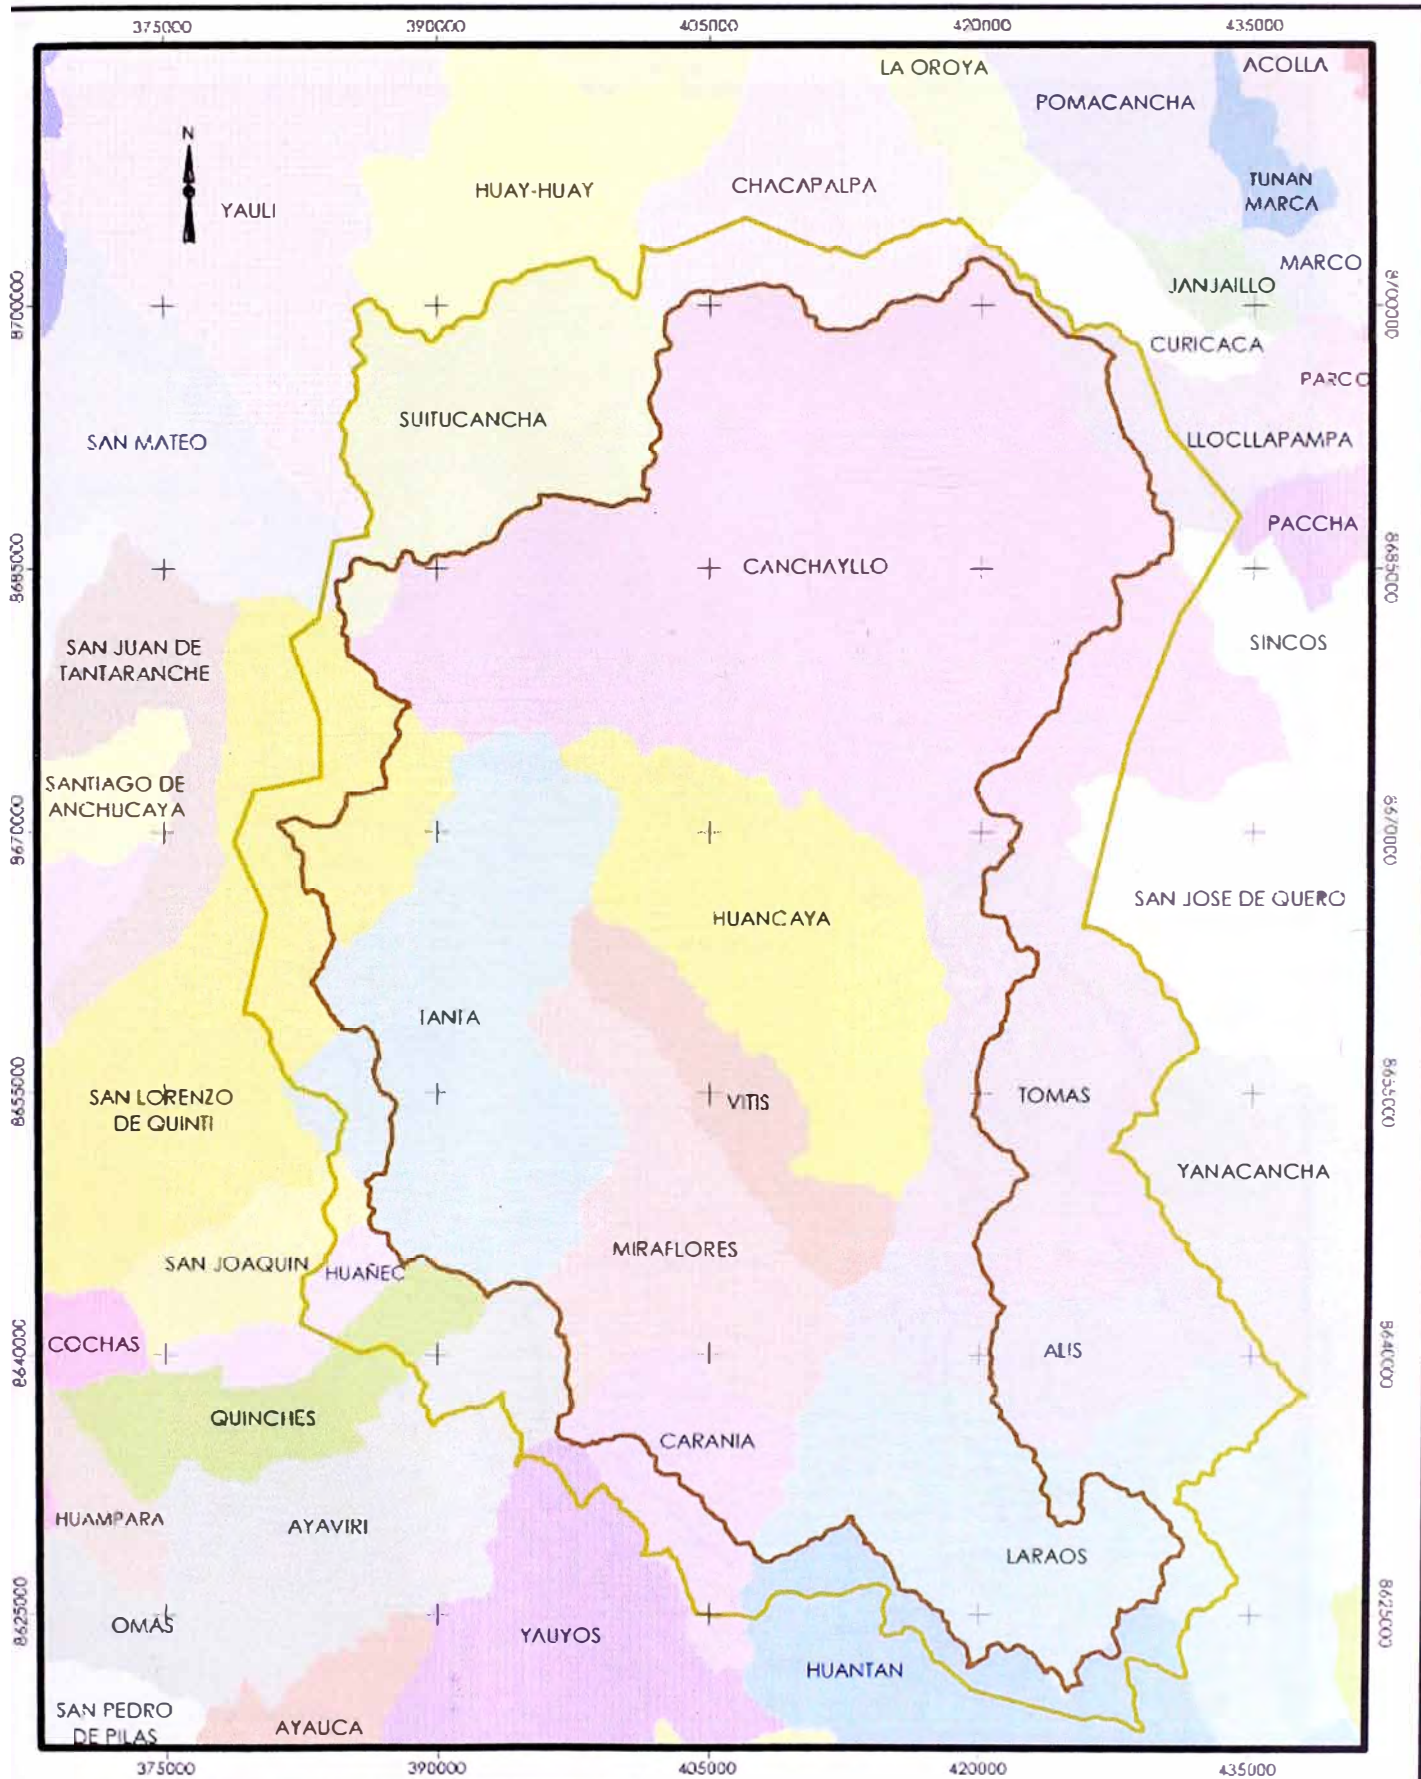 375000 390000 405000 420000 435000
LA OROYA
ACOLLA
POMACANCHA
N
YAULI
HUAY-HUAY
CHACAPALPA
TUNAN
MARCA
MARCO
JANJAILLO
8700000
8700000
CURICACA
PARCO
SUITUCANCHA
SAN MATEO
LLOCLLAPAMPA
PACCHA
8685000
CANCHAYLLO
8685000
SAN JUAN DE
TANTARANCHE
SINCOS
SANTIAGO DE
ANCHUCAYA
8670000
8670000
SAN JOSE DE QUERO
HUANCAYA
TANTA
8655000
SAN LORENZO
DE QUINTI
VITIS
TOMAS
8655000
YANACANCHA
SAN JOAQUIN
HUAÑEC
MIRAFLORES
COCHAS
8640000
ALIS
8640000
QUINCHES
CARANIA
HUAMPARA
AYAVIRI
LARAOS
8625000
OMAS
YAUYOS
8625000
HUANTAN
SAN PEDRO
DE PILAS
AYAUCA
375000 390000 405000 420000 435000